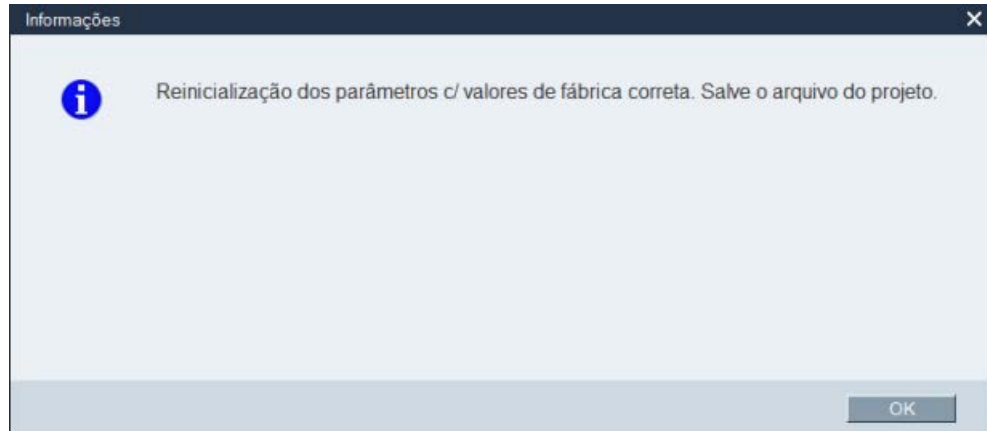 Informações
Reinicialização dos parâmetros c/ valores de fábrica correta. Salve o arquivo do projeto.
OK